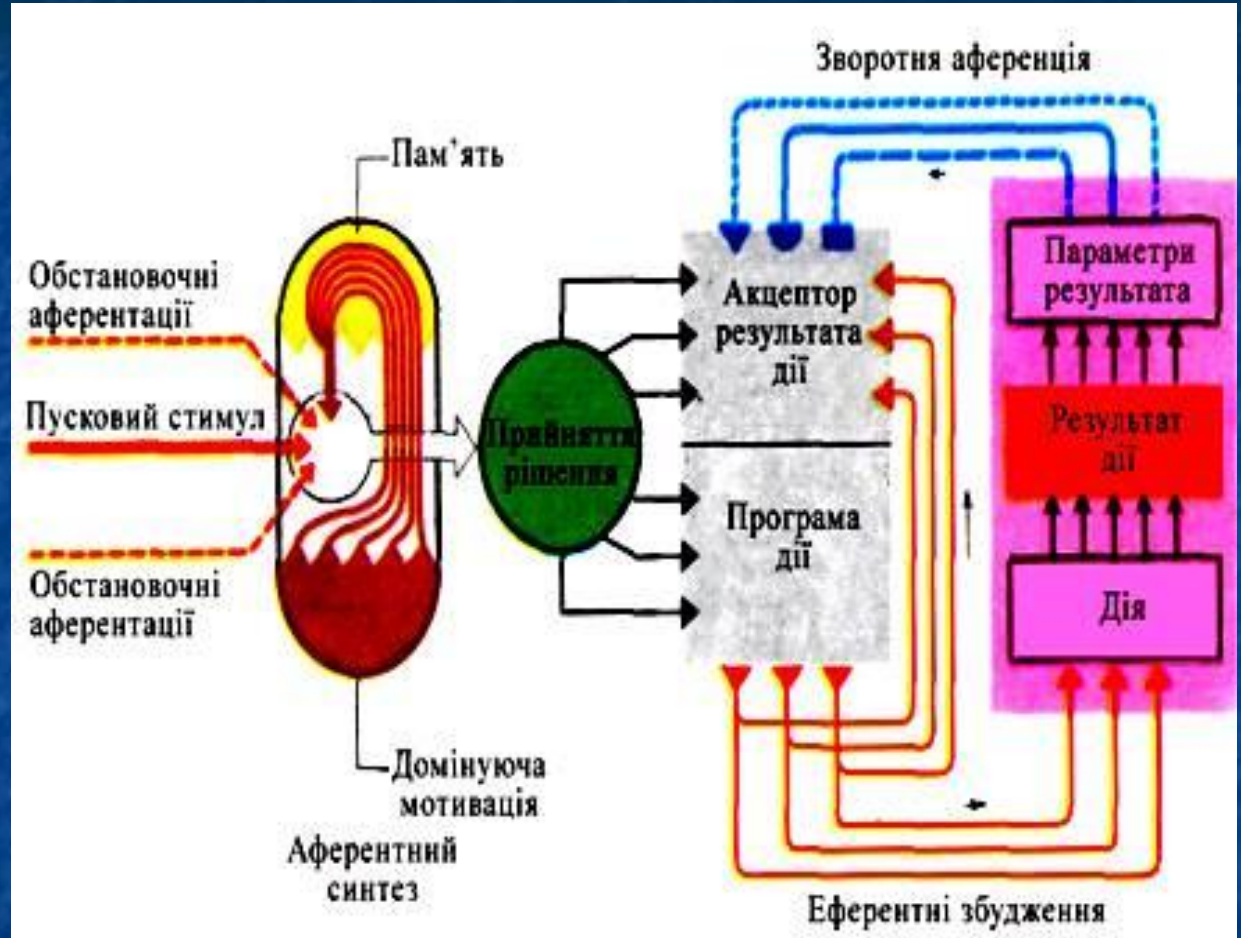 Зворотня аференція
Пам'ять
Обстановочні
аферентації
Пусковий стимул
Обстановочні
аферентації
Домінуюча
мотивація
Аферентний
синтез
Прийняття
рішення
Акцептор
результата
дії
Програма
дії
Параметри
результата
Результат
дії
Дія
Еферентні збудження